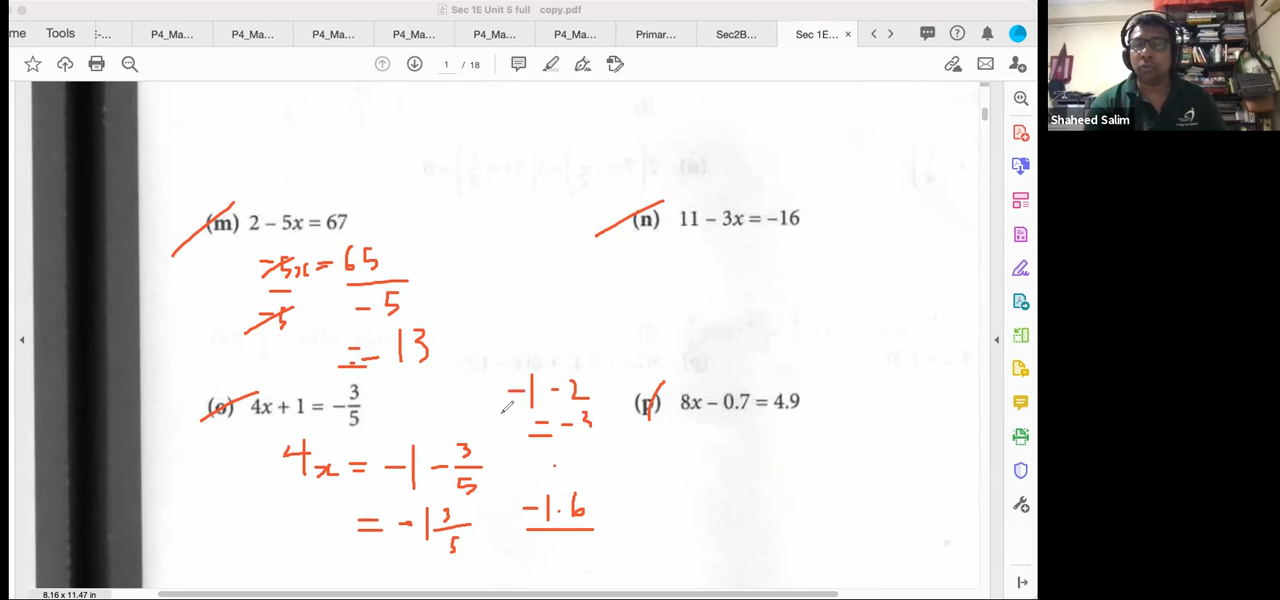 Sec 1E Unit 5 full copy.pdf
me Tools E-... P4_Ma... P4_Ma... P4_Ma... P4_Ma... P4_Ma... P4_Ma... Primar... Sec2B... Sec 1E... ×
1 / 18
Shaheed Salim
(m) 2 – 5x = 67
(n) 11 – 3x = –16
-5x = 65
-5 -5
= -13
(o) 4x + 1 = –3/5
(p) 8x – 0.7 = 4.9
-1 - 2
= -3
4x = -1 - 3/5
= -1 3/5
-1.6
8.16 x 11.47 in